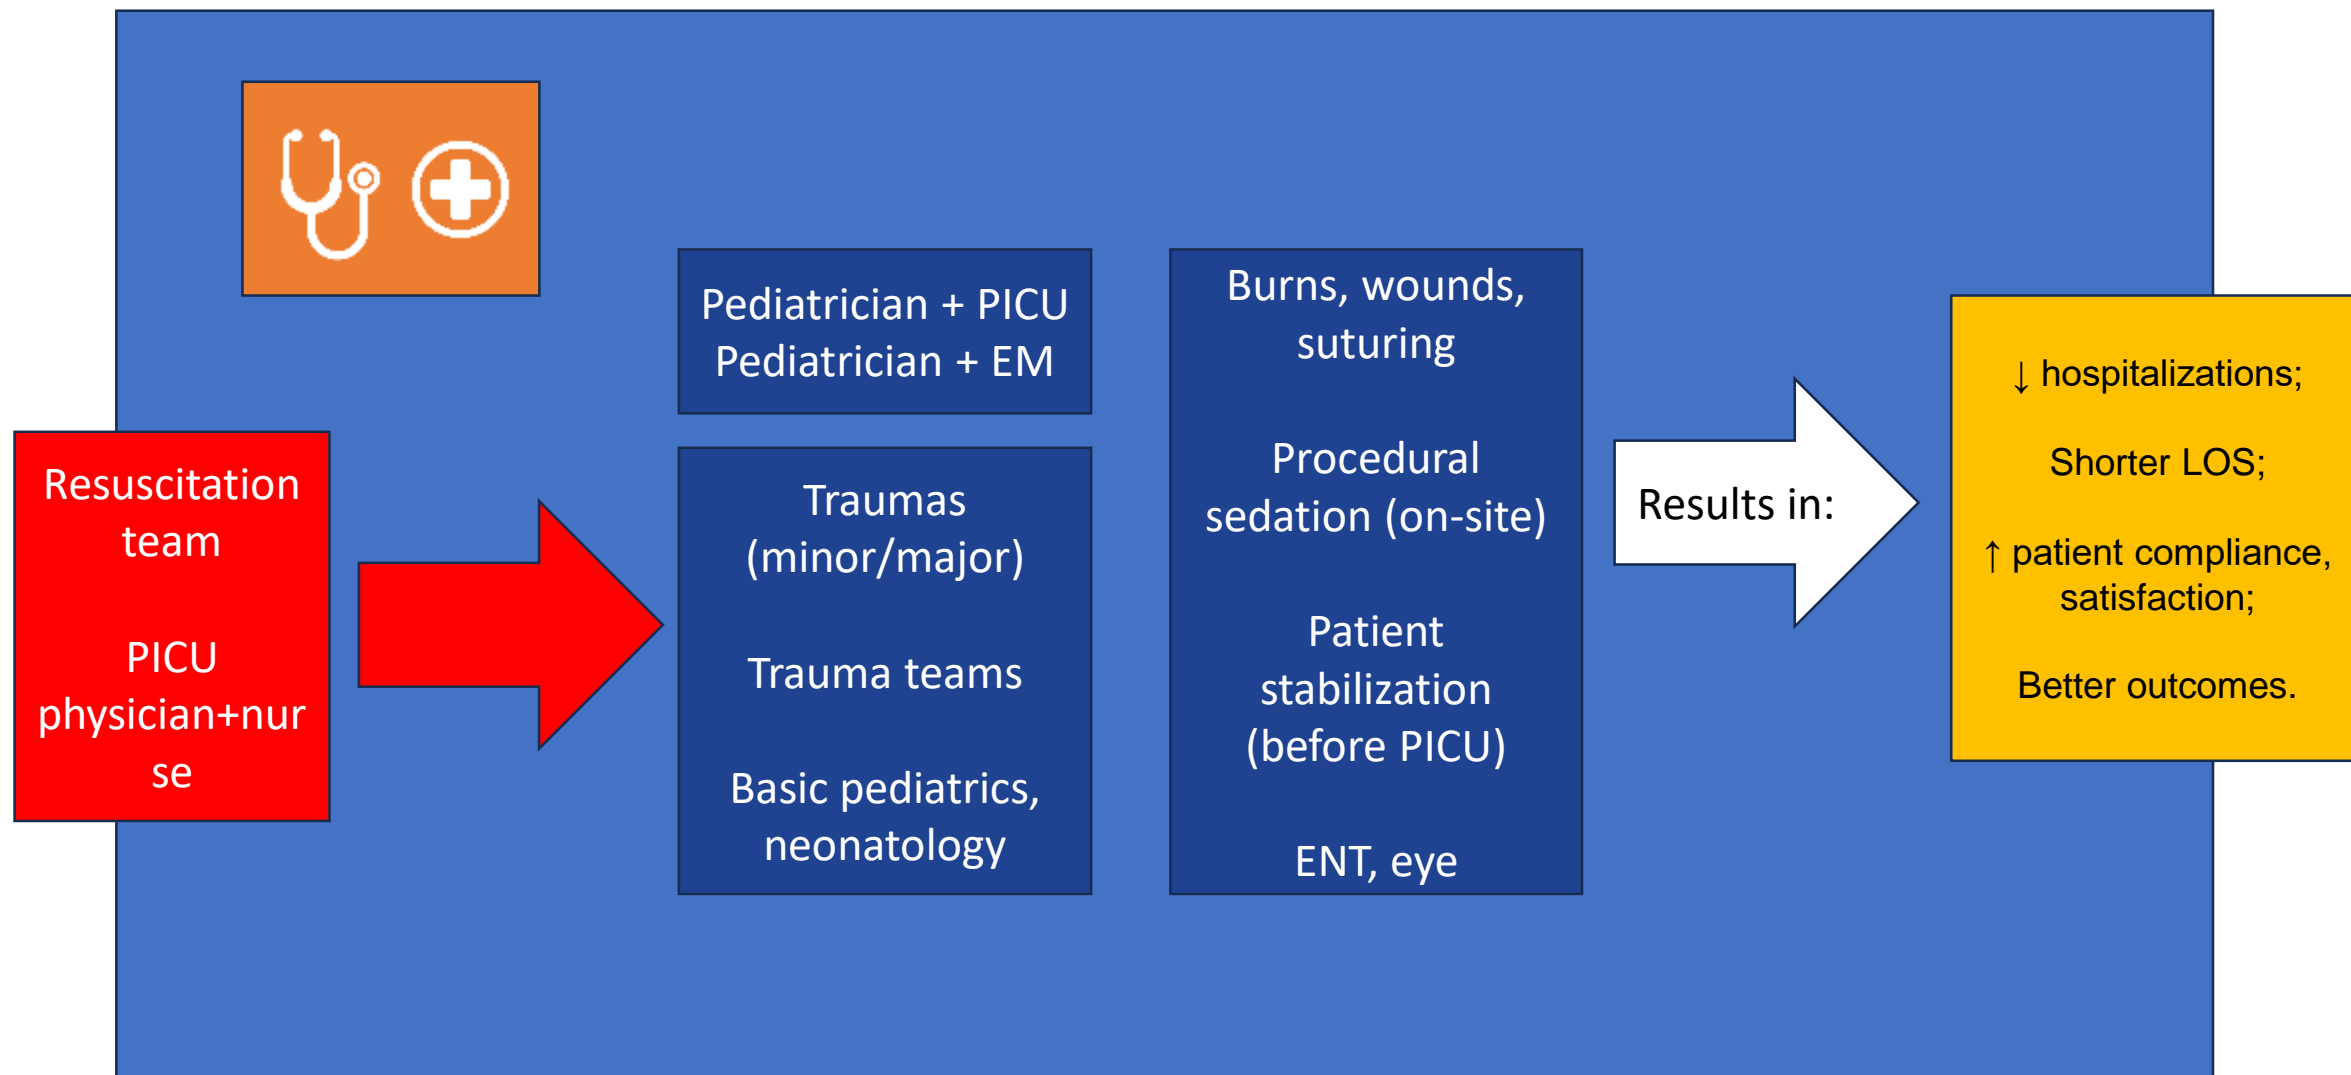 Resuscitation
team
PICU
physician+nur
se
Pediatrician + PICU
Pediatrician + EM
Traumas
(minor/major)
Trauma teams
Basic pediatrics,
neonatology
Burns, wounds,
suturing
Procedural
sedation (on-site)
Patient
stabilization
(before PICU)
ENT, eye
Results in:
↓ hospitalizations;
Shorter LOS;
↑ patient compliance,
satisfaction;
Better outcomes.